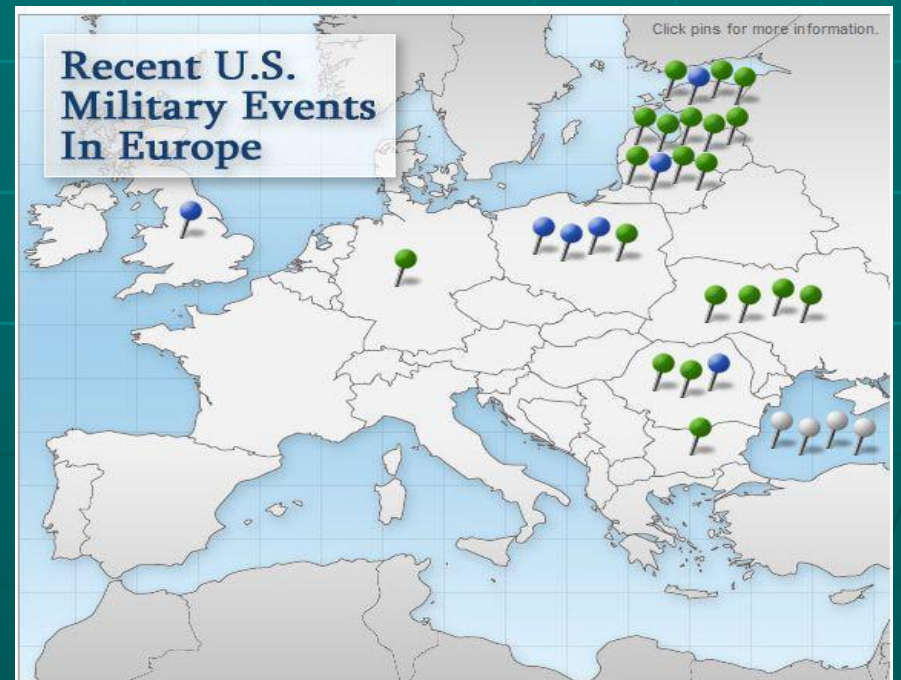 Click pins for more information.
Recent U.S.
Military Events
In Europe